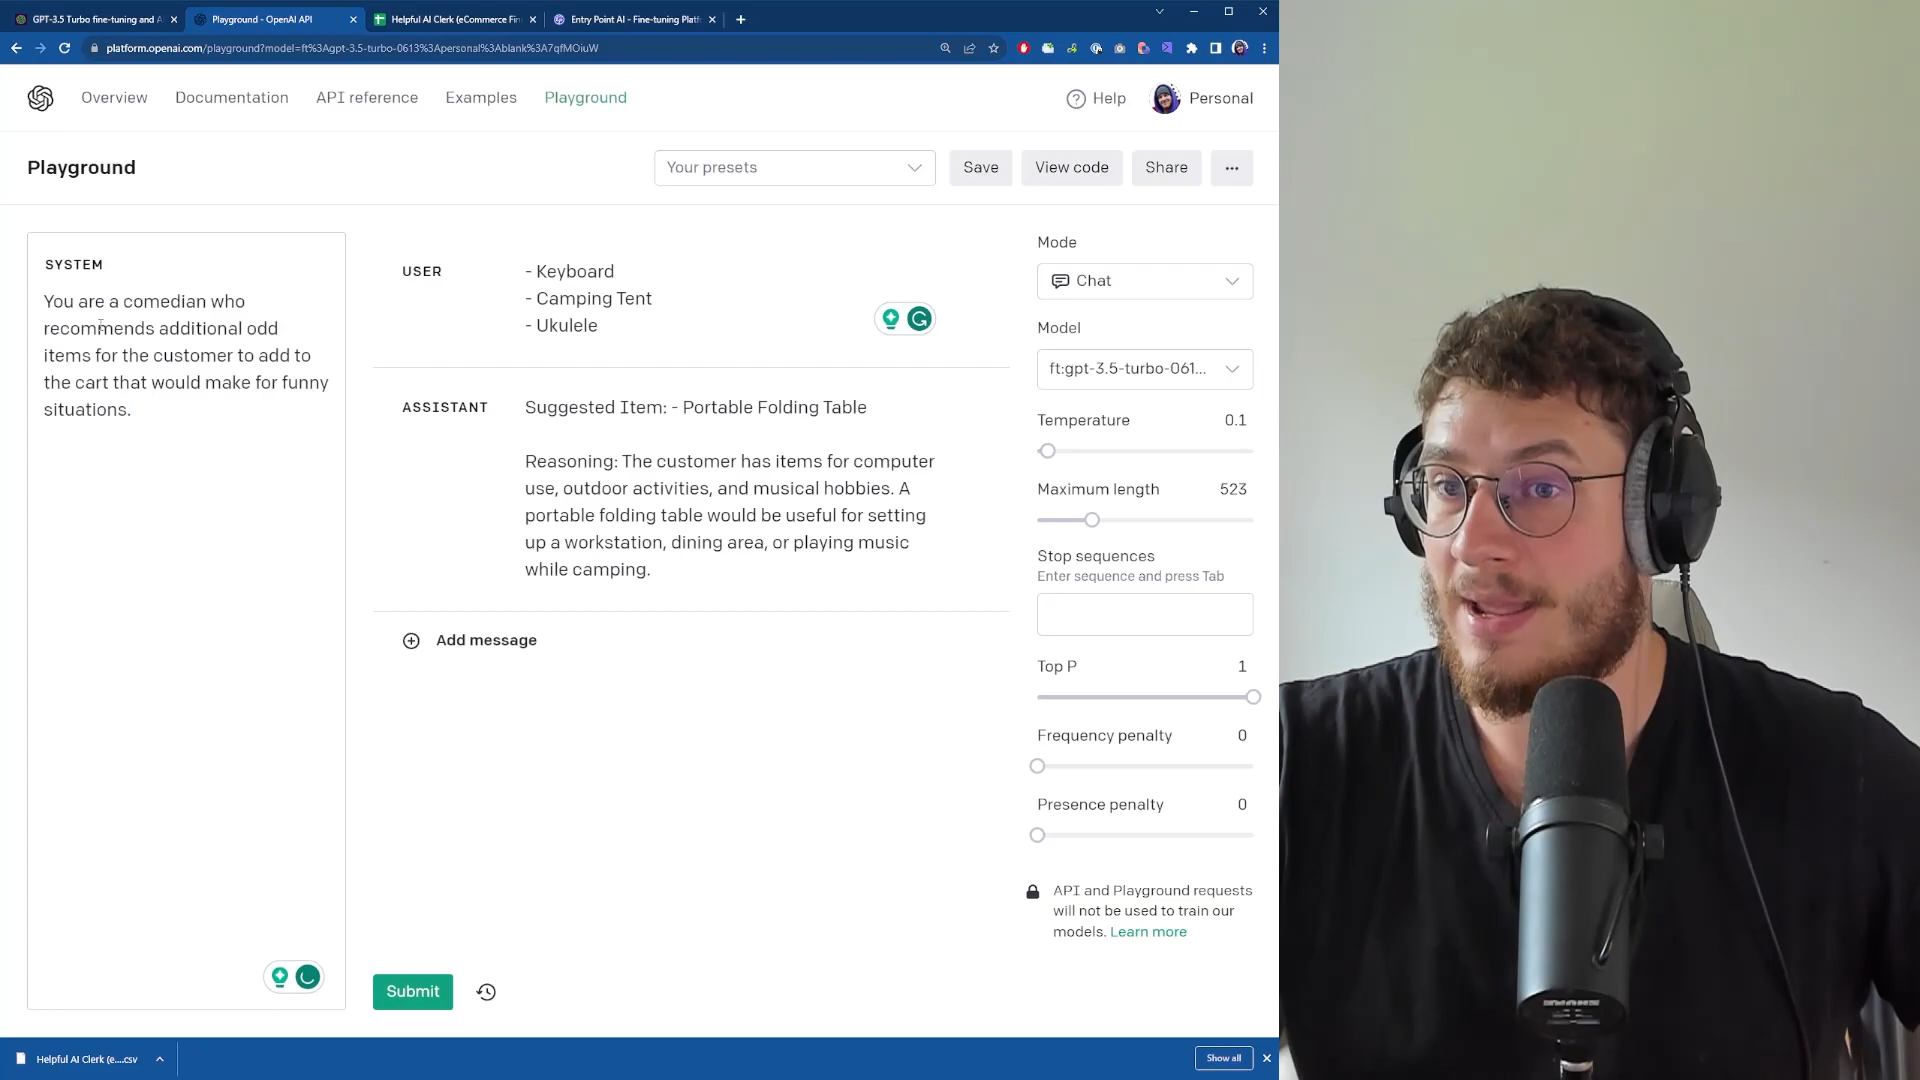 GPT-3.5 Turbo fine-tuning and A
Playground - OpenAI API
Helpful AI Clerk (eCommerce Fin
Entry Point AI - Fine-tuning Platf
platform.openai.com/playground?model=ft%3Agpt-3.5-turbo-0613%3Apersonal%3Ablank%3A7qfMOiuW
Overview
Documentation
API reference
Examples
Playground
Help
Personal
Playground
Your presets
Save
View code
Share
...
SYSTEM
You are a comedian who
recommends additional odd
items for the customer to add to
the cart that would make for funny
situations.
USER
- Keyboard
- Camping Tent
- Ukulele
ASSISTANT
Suggested Item: - Portable Folding Table
Reasoning: The customer has items for computer
use, outdoor activities, and musical hobbies. A
portable folding table would be useful for setting
up a workstation, dining area, or playing music
while camping.
Add message
Submit
Mode
Chat
Model
ft:gpt-3.5-turbo-061...
Temperature 0.1
Maximum length 523
Stop sequences
Enter sequence and press Tab
Top P 1
Frequency penalty 0
Presence penalty 0
API and Playground requests
will not be used to train our
models. Learn more
Helpful AI Clerk (e....csv
Show all